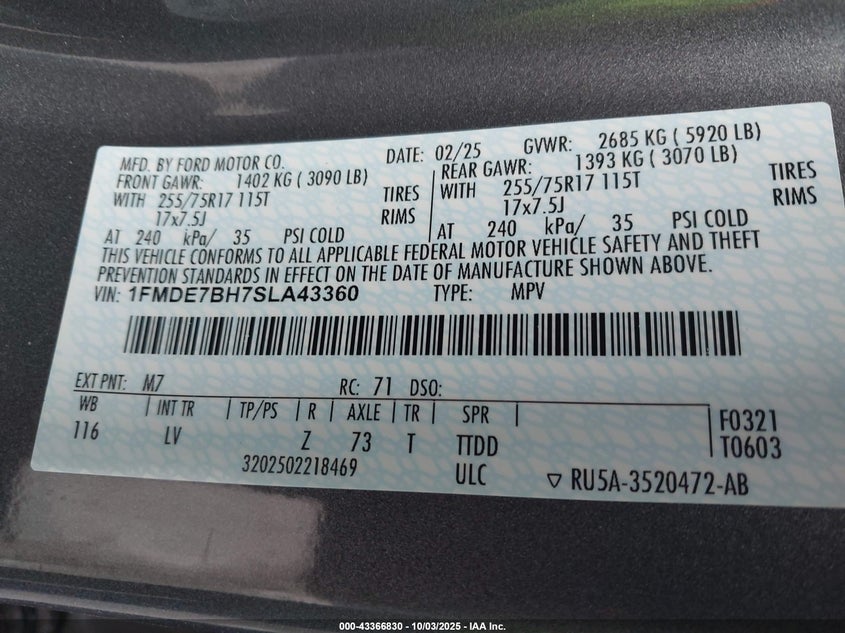 MFD. BY FORD MOTOR CO. DATE: 02/25 GVWR: 2685 KG ( 5920 LB)
FRONT GAWR: 1402 KG ( 3090 LB) REAR GAWR: 1393 KG ( 3070 LB)
WITH 255/75R17 115T TIRES WITH 255/75R17 115T TIRES
17x7.5J RIMS 17x7.5J RIMS
AT 240 kPa/ 35 PSI COLD AT 240 kPa/ 35 PSI COLD
THIS VEHICLE CONFORMS TO ALL APPLICABLE FEDERAL MOTOR VEHICLE SAFETY AND THEFT
PREVENTION STANDARDS IN EFFECT ON THE DATE OF MANUFACTURE SHOWN ABOVE.
VIN: 1FMDE7BH7SLA43360 TYPE: MPV
EXT PNT: M7 RC: 71 DSO:
WB INT TR TP/PS R AXLE TR SPR F0321
116 LV Z 73 T TTDD T0603
3202502218469 ULC ▽ RU5A-3520472-AB
000-43366830 - 10/03/2025 - IAA Inc.